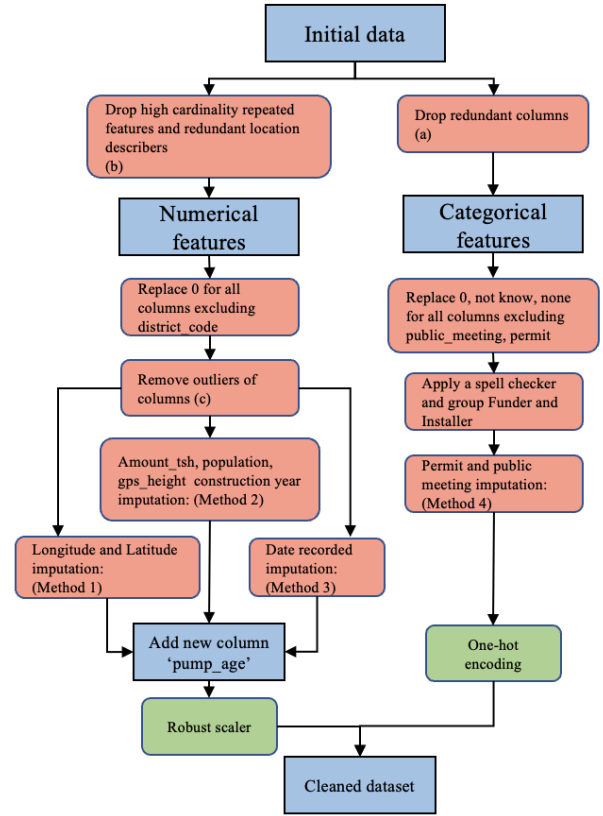 Initial data
Drop high cardinality repeated
features and redundant location
describers
(b)
Drop redundant columns
(a)
Numerical
features
Categorical
features
Replace 0 for all
columns excluding
district_code
Replace 0, not know, none
for all columns excluding
public_meeting, permit
Remove outliers of
columns (c)
Apply a spell checker
and group Funder and
Installer
Amount_tsh, population,
gps_height construction year
imputation: (Method 2)
Permit and public
meeting imputation:
(Method 4)
Longitude and Latitude
imputation:
(Method 1)
Date recorded
imputation:
(Method 3)
Add new column
‘pump_age’
One-hot
encoding
Robust scaler
Cleaned dataset